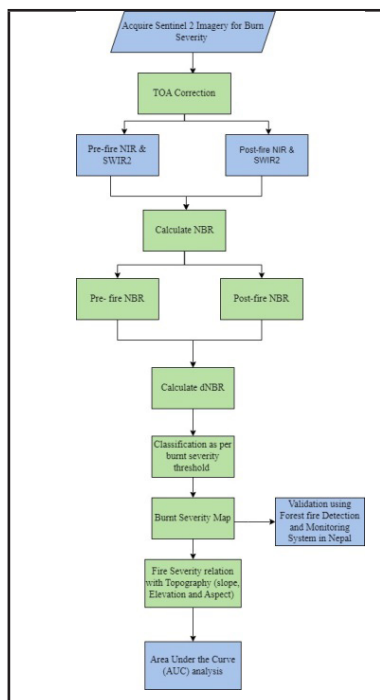 Acquire Sentinel 2 Imagery for Burn
Severity
TOA Correction
Pre-fire NIR &
SWIR2
Post-fire NIR &
SWIR2
Calculate NBR
Pre- fire NBR
Post-fire NBR
Calculate dNBR
Classification as per
burnt severity
threshold
Burnt Severity Map
Validation using
Forest fire Detection
and Monitoring
System in Nepal
Fire Severity relation
with Topography (slope,
Elevation and Aspect)
Area Under the Curve
(AUC) analysis